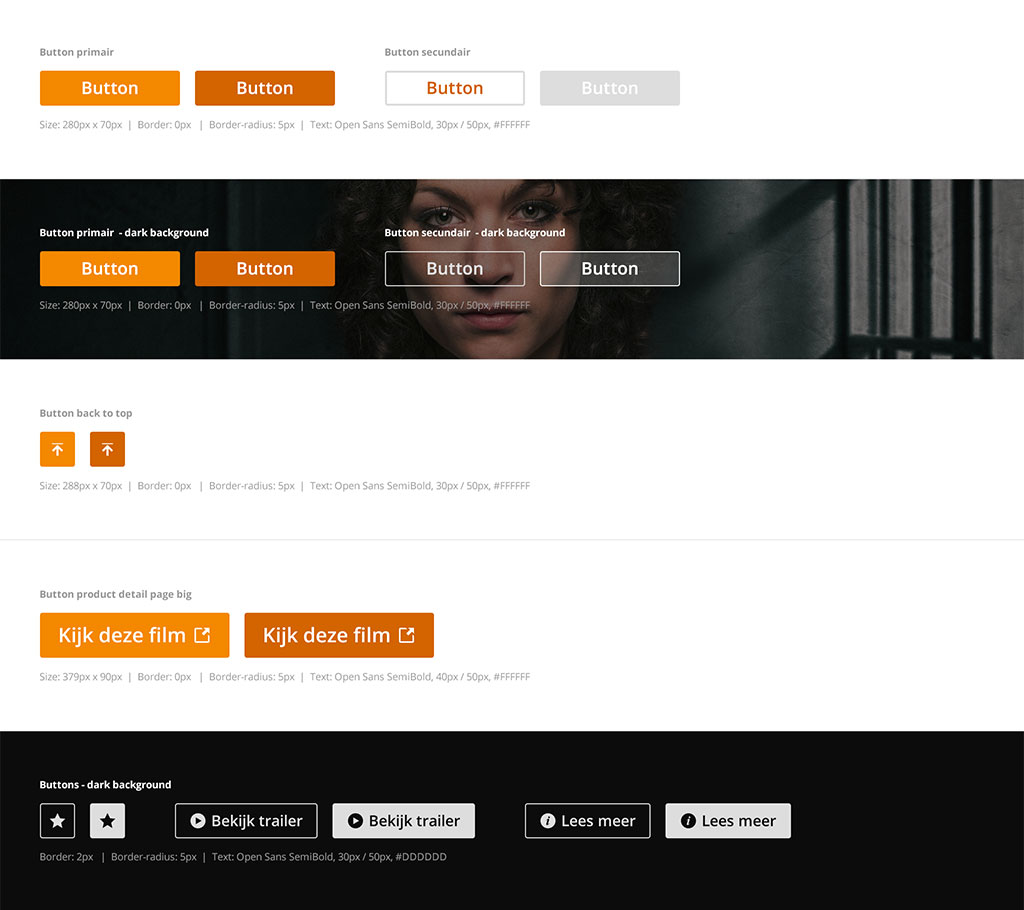 Button primair Button secundair
Button Button Button Button
Size: 280px x 70px | Border: 0px | Border-radius: 5px | Text: Open Sans SemiBold, 30px / 50px, #FFFFFF
Button primair - dark background Button secundair - dark background
Button Button Button Button
Size: 280px x 70px | Border: 0px | Border-radius: 5px | Text: Open Sans SemiBold, 30px / 50px, #FFFFFF
Button back to top
Size: 288px x 70px | Border: 0px | Border-radius: 5px | Text: Open Sans SemiBold, 30px / 50px, #FFFFFF
Button product detail page big
Kijk deze film Kijk deze film
Size: 379px x 90px | Border: 0px | Border-radius: 5px | Text: Open Sans SemiBold, 40px / 50px, #FFFFFF
Buttons - dark background
Bekijk trailer Bekijk trailer Lees meer Lees meer
Border: 2px | Border-radius: 5px | Text: Open Sans SemiBold, 30px / 50px, #DDDDDD